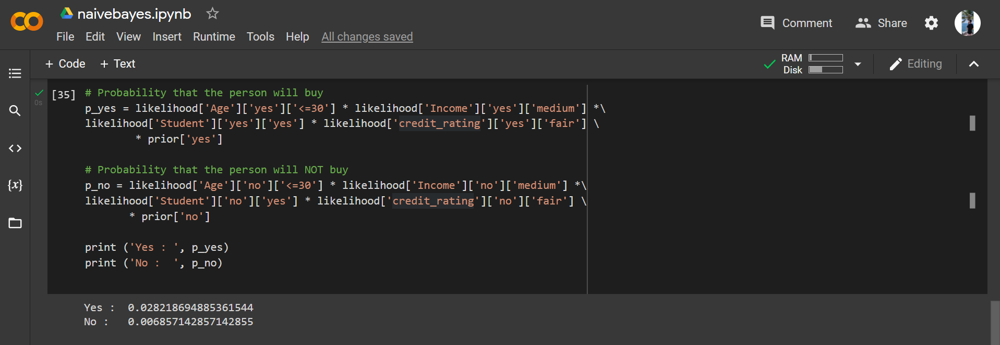 naivebayes.ipynb
File Edit View Insert Runtime Tools Help All changes saved
Comment Share
+ Code + Text
RAM
Disk
Editing
[35] # Probability that the person will buy
0s
p_yes = likelihood['Age']['yes']['<=30'] * likelihood['Income']['yes']['medium'] *\
likelihood['Student']['yes']['yes'] * likelihood['credit_rating']['yes']['fair'] \
        * prior['yes']
# Probability that the person will NOT buy
p_no = likelihood['Age']['no']['<=30'] * likelihood['Income']['no']['medium'] *\
likelihood['Student']['no']['yes'] * likelihood['credit_rating']['no']['fair'] \
       * prior['no']
print ('Yes : ', p_yes)
print ('No :  ', p_no)
Yes :  0.028218694885361544
No :   0.006857142857142855
{x}